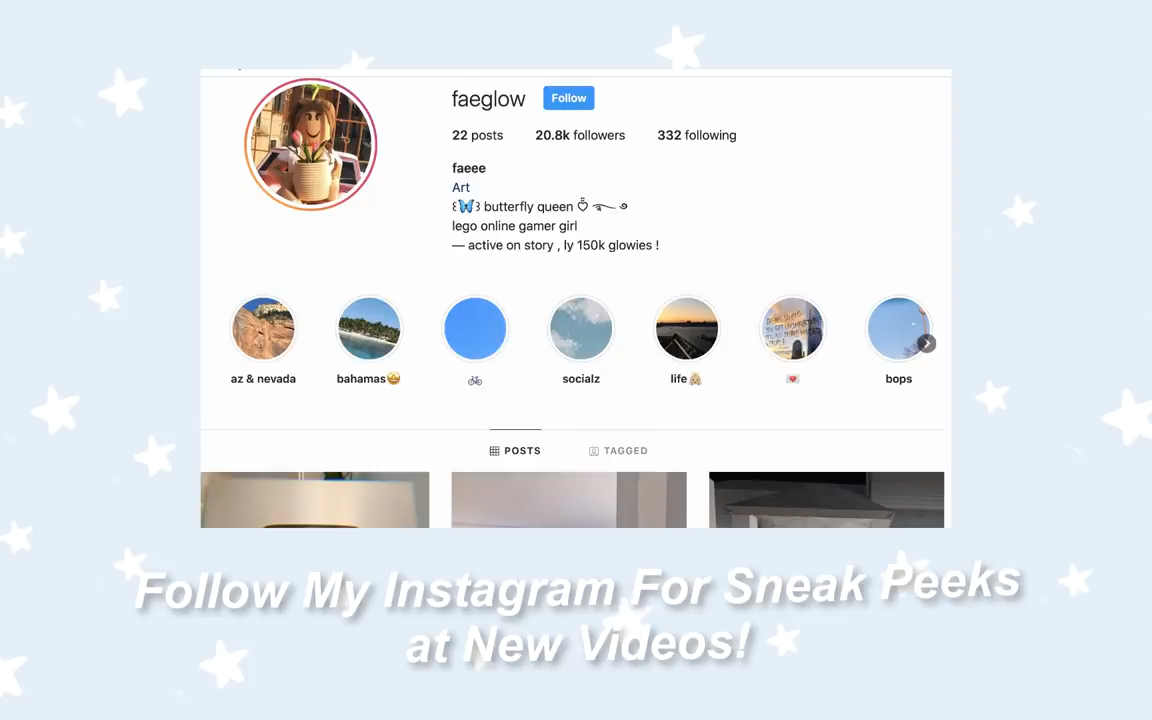 faeglow Follow
22 posts 20.8k followers 332 following
faeee
Art
꒰🦋꒱ butterfly queen
lego online gamer girl
— active on story , ly 150k glowies !
az & nevada bahamas🤩 🚲 socialz life👩🏼 💌 bops
POSTS TAGGED
Follow My Instagram For Sneak Peeks
at New Videos!